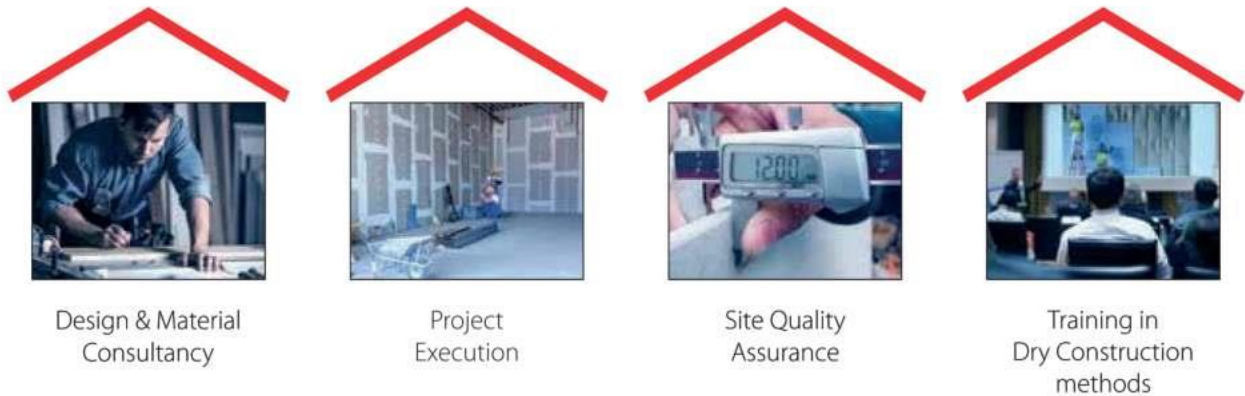 12.00
Design & Material
Consultancy
Project
Execution
Site Quality
Assurance
Training in
Dry Construction
methods